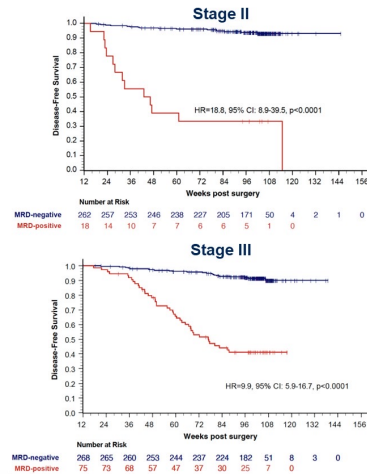 Stage II
Disease-Free Survival
1.0
0.9
0.8
0.7
0.6
0.5
0.4
0.3
0.2
0.1
0.0
HR=18.8, 95% CI: 8.9-39.5, p<0.0001
12 24 36 48 60 72 84 96 108 120 132 144 156
Weeks post surgery
Number at Risk
MRD-negative 262 257 253 246 238 227 205 171 50 4 2 1 0
MRD-positive 18 14 10 7 7 6 6 5 1 0
Stage III
Disease-Free Survival
1.0
0.9
0.8
0.7
0.6
0.5
0.4
0.3
0.2
0.1
0.0
HR=9.9, 95% CI: 5.9-16.7, p<0.0001
12 24 36 48 60 72 84 96 108 120 132 144 156
Weeks post surgery
Number at Risk
MRD-negative 268 265 260 253 244 237 224 182 51 8 3 0
MRD-positive 75 73 68 57 47 37 30 25 7 0